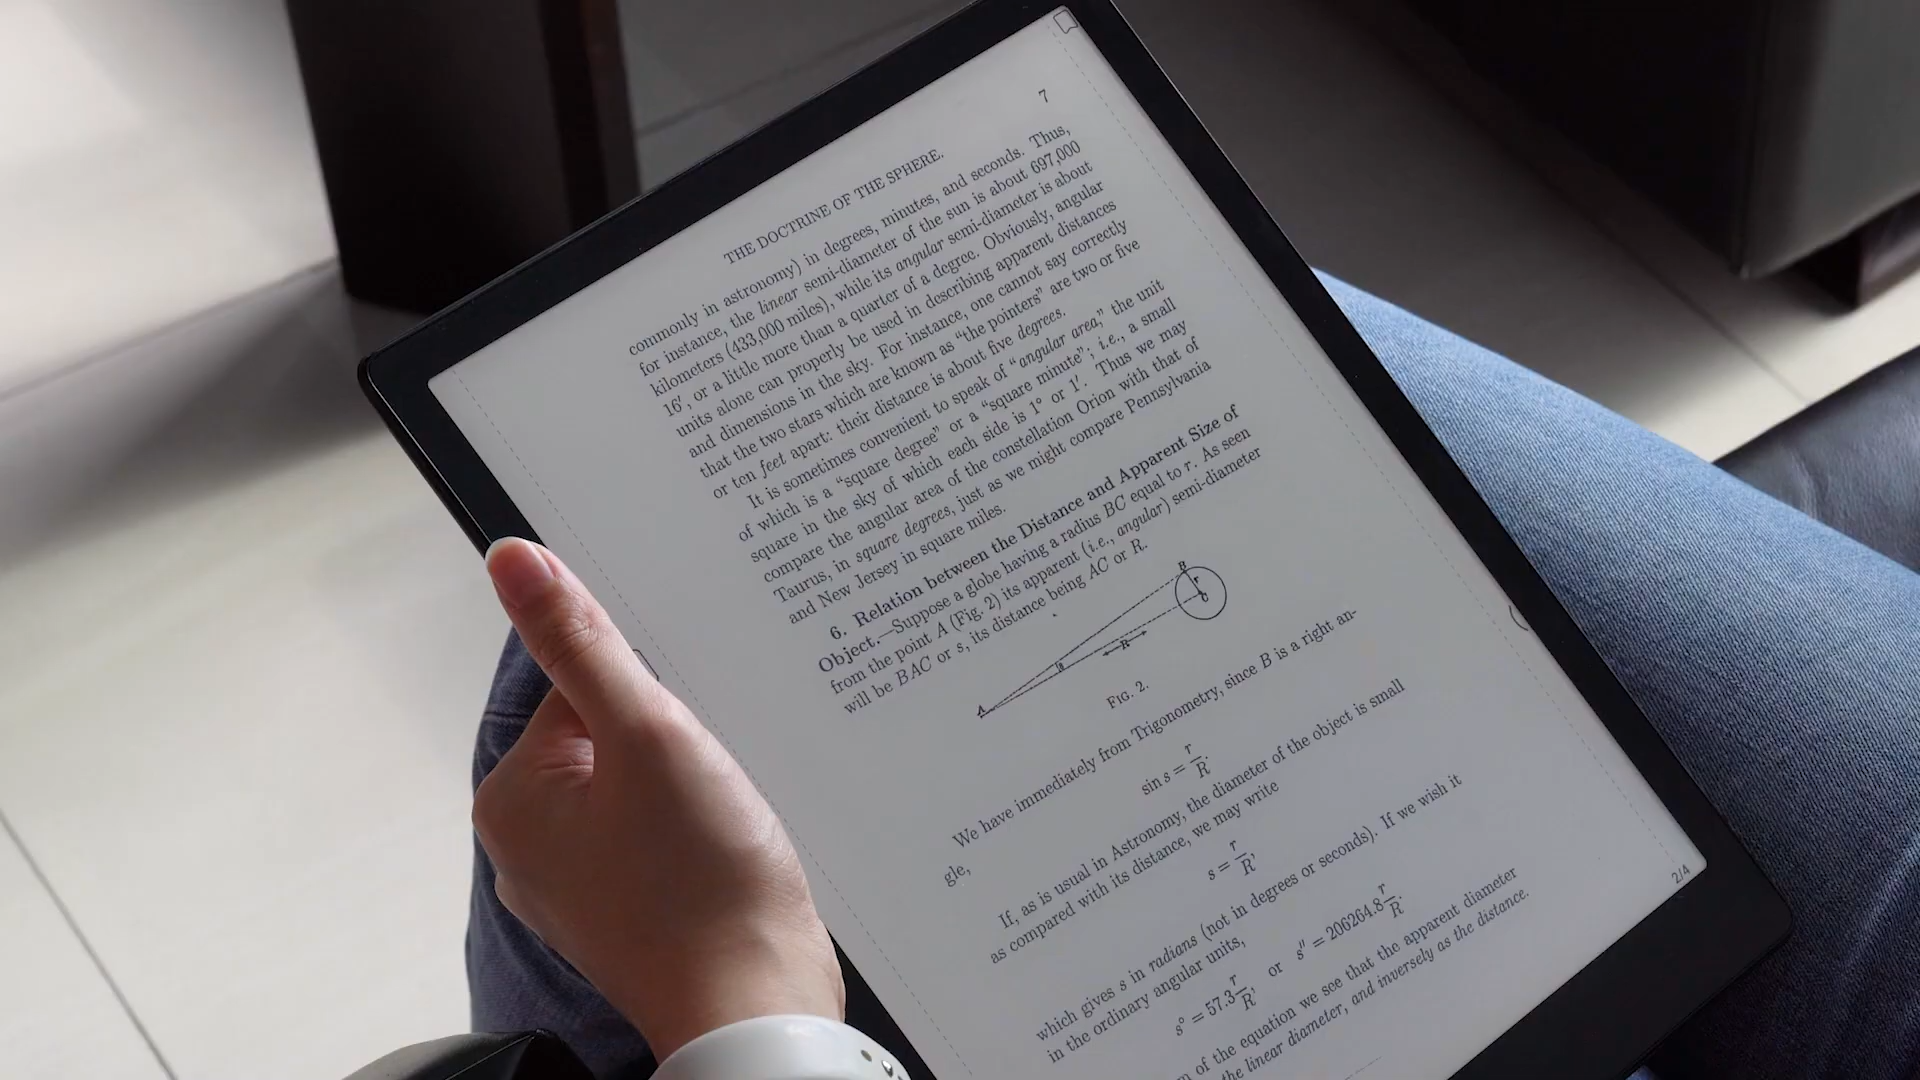 7
THE DOCTRINE OF THE SPHERE.
commonly in astronomy) in degrees, minutes, and seconds. Thus,
for instance, the linear semi-diameter of the sun is about 697,000
kilometers (433,000 miles), while its angular semi-diameter is about
16′, or a little more than a quarter of a degree. Obviously, angular
units alone can properly be used in describing apparent distances
and dimensions in the sky. For instance, one cannot say correctly
that the two stars which are known as "the pointers" are two or five
or ten feet apart: their distance is about five degrees.
It is sometimes convenient to speak of "angular area," the unit
of which is a "square degree" or a "square minute"; i.e., a small
square in the sky of which each side is 1° or 1′. Thus we may
compare the angular area of the constellation Orion with that of
Taurus, in square degrees, just as we might compare Pennsylvania
and New Jersey in square miles.
6. Relation between the Distance and Apparent Size of
Object.—Suppose a globe having a radius BC equal to r. As seen
from the point A (Fig. 2) its apparent (i.e., angular) semi-diameter
will be BAC or s, its distance being AC or R.
B
r
C
s
R
A
FIG. 2.
We have immediately from Trigonometry, since B is a right an-
gle,
sin s = r/R.
If, as is usual in Astronomy, the diameter of the object is small
as compared with its distance, we may write
s = r/R,
which gives s in radians (not in degrees or seconds). If we wish it
in the ordinary angular units,
s° = 57.3 r/R, or s″ = 206264.8 r/R.
of the equation we see that the apparent diameter
the linear diameter, and inversely as the distance.
2/4